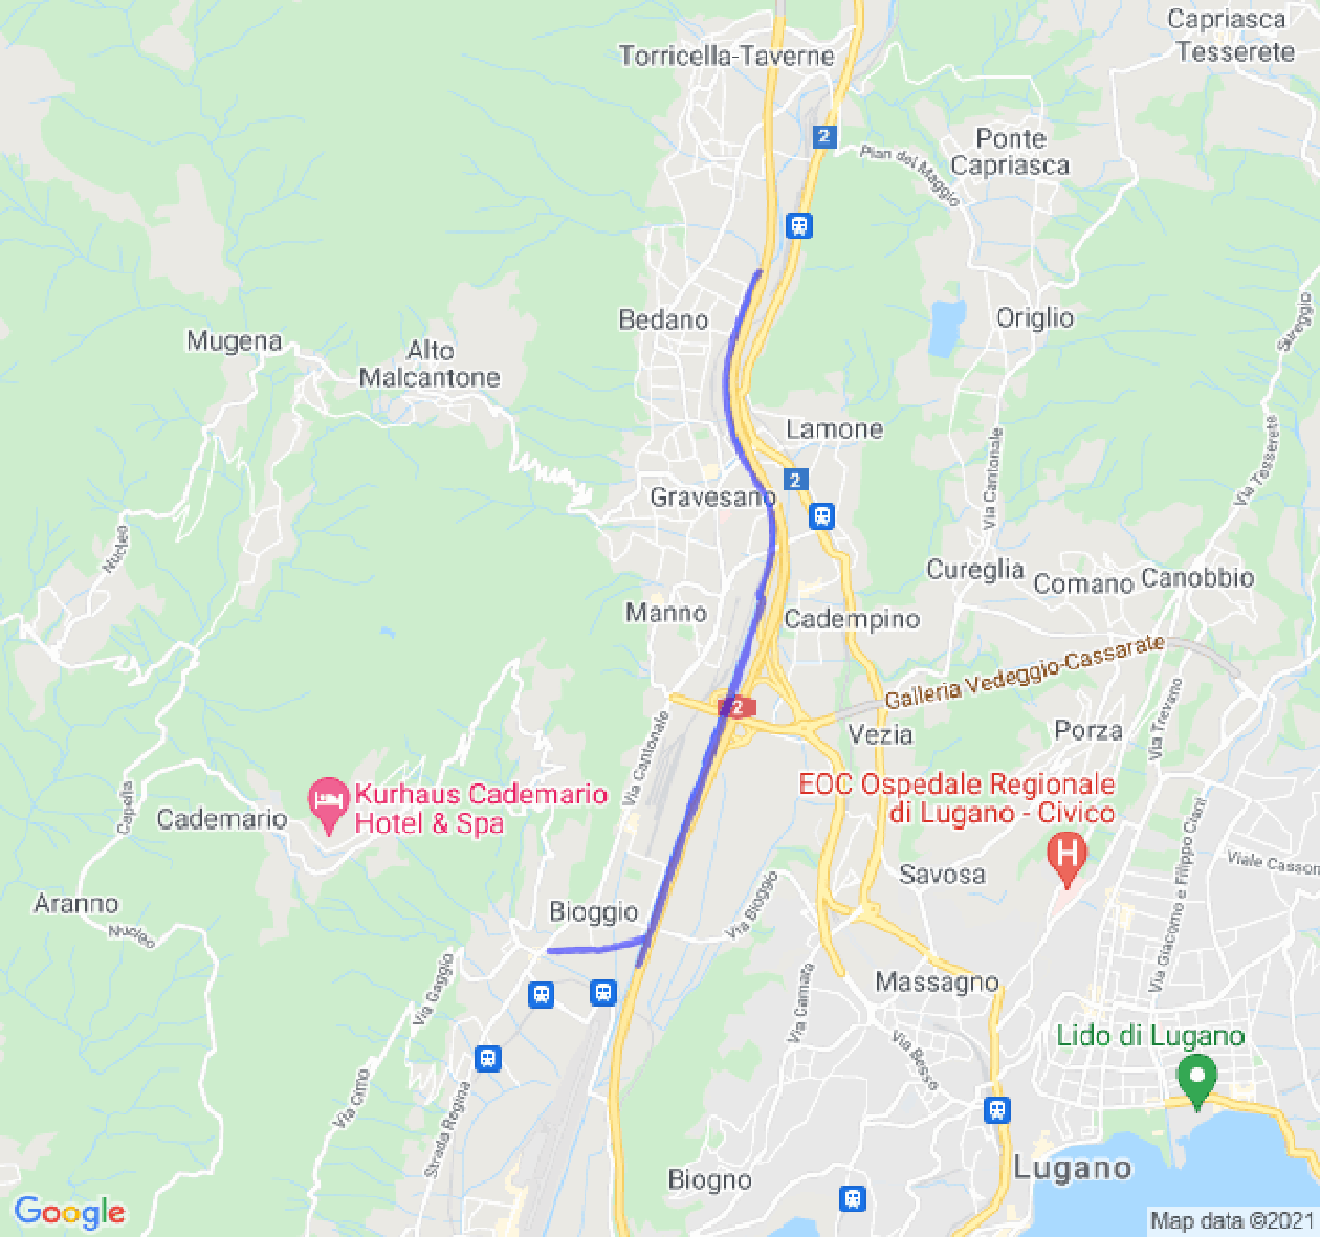 Capriasca
Tesserete
Torricella-Taverne
2
Ponte
Capriasca
Pian del Maggio
Sureggio
Bedano
Origlio
Mugena
Alto
Malcantone
Lamone
Via Cantonale
Via Tesserete
2
Gravesano
Nucleo
Cureglia
Comano
Canobbio
Manno
Cadempino
Galleria Vedeggio-Cassarate
2
Via Cantonale
Vezia
Porza
Via Trevano
EOC Ospedale Regionale
di Lugano - Civico
H
Kurhaus Cademario
Hotel & Spa
Capella
Cademario
Via Giacomo e Filippo Ciani
Viale Casson
Savosa
Aranno
Nucleo
Bioggio
Via Bioggio
Via Gaggio
Massagno
Via Camara
Via Besso
Lido di Lugano
Via Cimo
Strada Regina
Lugano
Biogno
Google
Map data ©2021